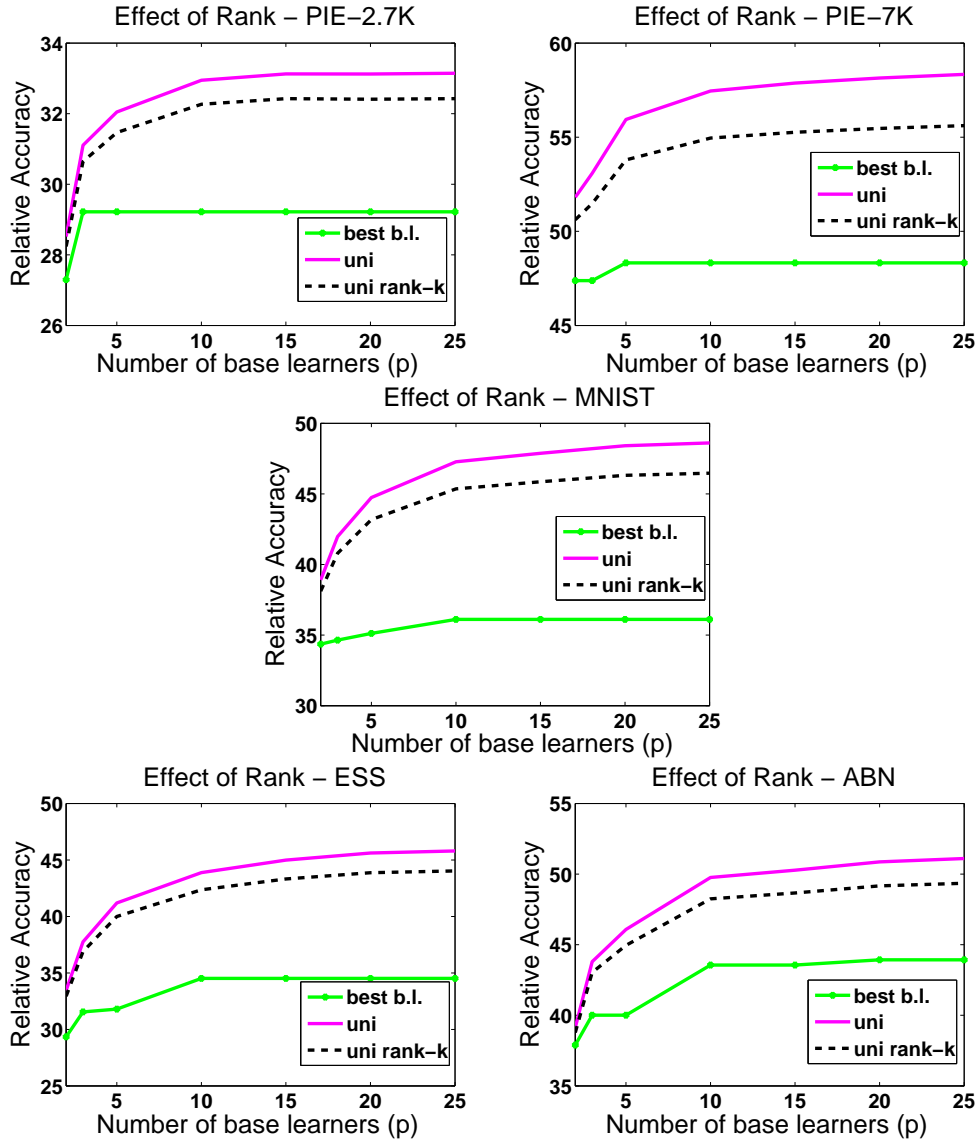 Effect of Rank − PIE−2.7K
34
32
30
28
26
Relative Accuracy
best b.l.
uni
uni rank−k
5 10 15 20 25
Number of base learners (p)
Effect of Rank − PIE−7K
60
55
50
45
Relative Accuracy
best b.l.
uni
uni rank−k
5 10 15 20 25
Number of base learners (p)
Effect of Rank − MNIST
50
45
40
35
30
Relative Accuracy
best b.l.
uni
uni rank−k
5 10 15 20 25
Number of base learners (p)
Effect of Rank − ESS
50
45
40
35
30
25
Relative Accuracy
best b.l.
uni
uni rank−k
5 10 15 20 25
Number of base learners (p)
Effect of Rank − ABN
55
50
45
40
35
Relative Accuracy
best b.l.
uni
uni rank−k
5 10 15 20 25
Number of base learners (p)